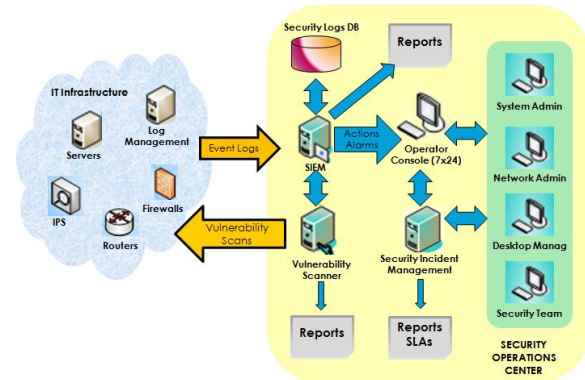 Security Logs DB
Reports
IT Infrastructure
Log
Management
Servers
IPS
Firewalls
Routers
Event Logs
Vulnerability
Scans
SIEM
Actions
Alarms
Operator
Console (7x24)
Vulnerability
Scanner
Security Incident
Management
Reports
Reports
SLAs
System Admin
Network Admin
Desktop Manag
Security Team
SECURITY
OPERATIONS
CENTER